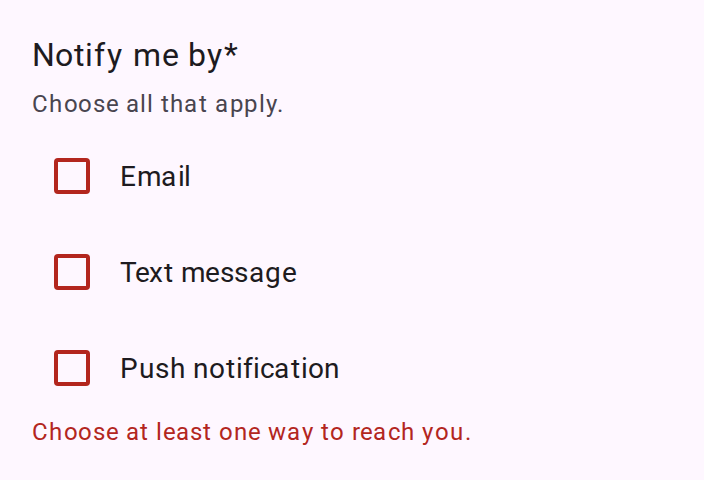 Notify me by*
Choose all that apply.
Email
Text message
Push notification
Choose at least one way to reach you.